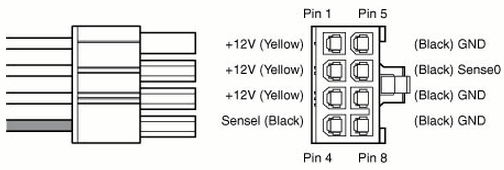 Pin 1 Pin 5
+12V (Yellow) (Black) GND
+12V (Yellow) (Black) Sense0
+12V (Yellow) (Black) GND
Sensel (Black) (Black) GND
Pin 4 Pin 8